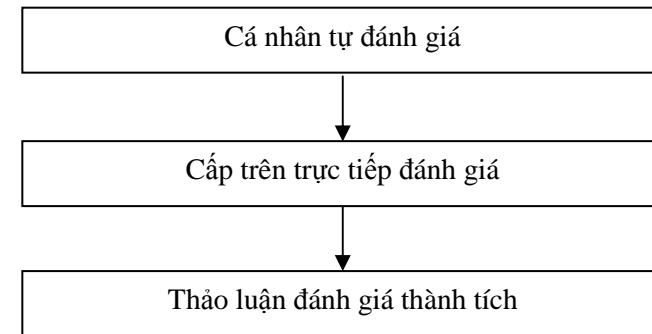 Cá nhân tự đánh giá
Cấp trên trực tiếp đánh giá
Thảo luận đánh giá thành tích